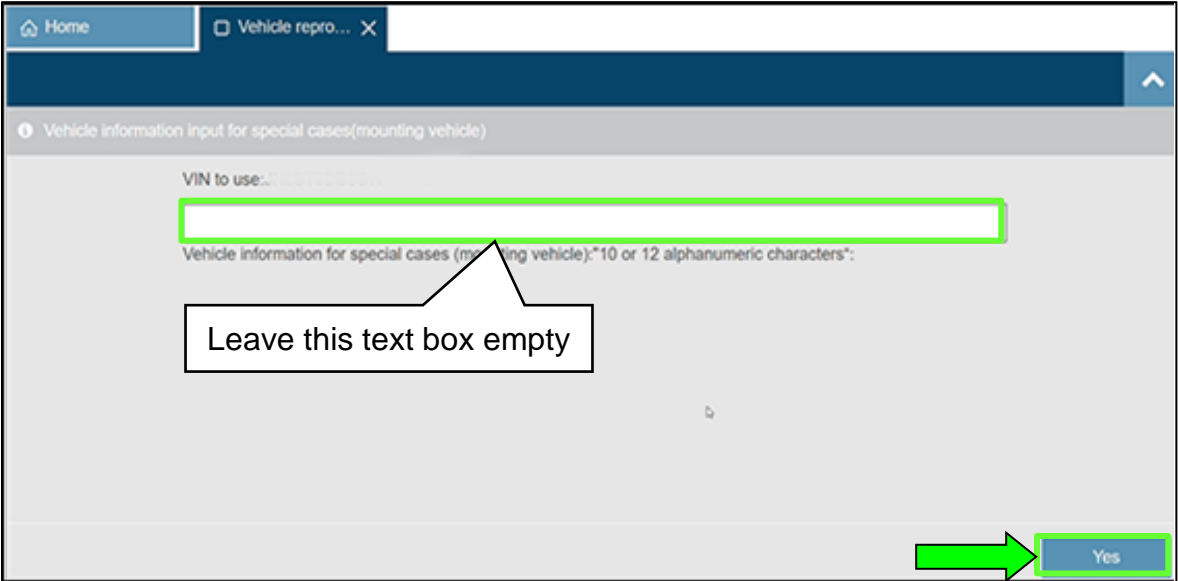 Home
Vehicle repro...
Vehicle information input for special cases(mounting vehicle)
VIN to use:
Vehicle information for special cases (mo ting vehicle):"10 or 12 alphanumeric characters":
Leave this text box empty
Yes